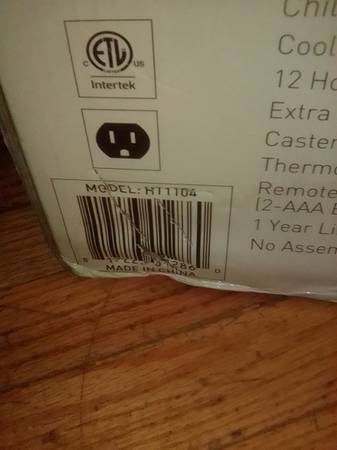 ETL
C US
Intertek
MODEL: HT1104
MADE IN CHINA
Chil
Cool
12 Ho
Extra
Caster
Thermo
Remote
(2-AAA B
1 Year Li
No Assem